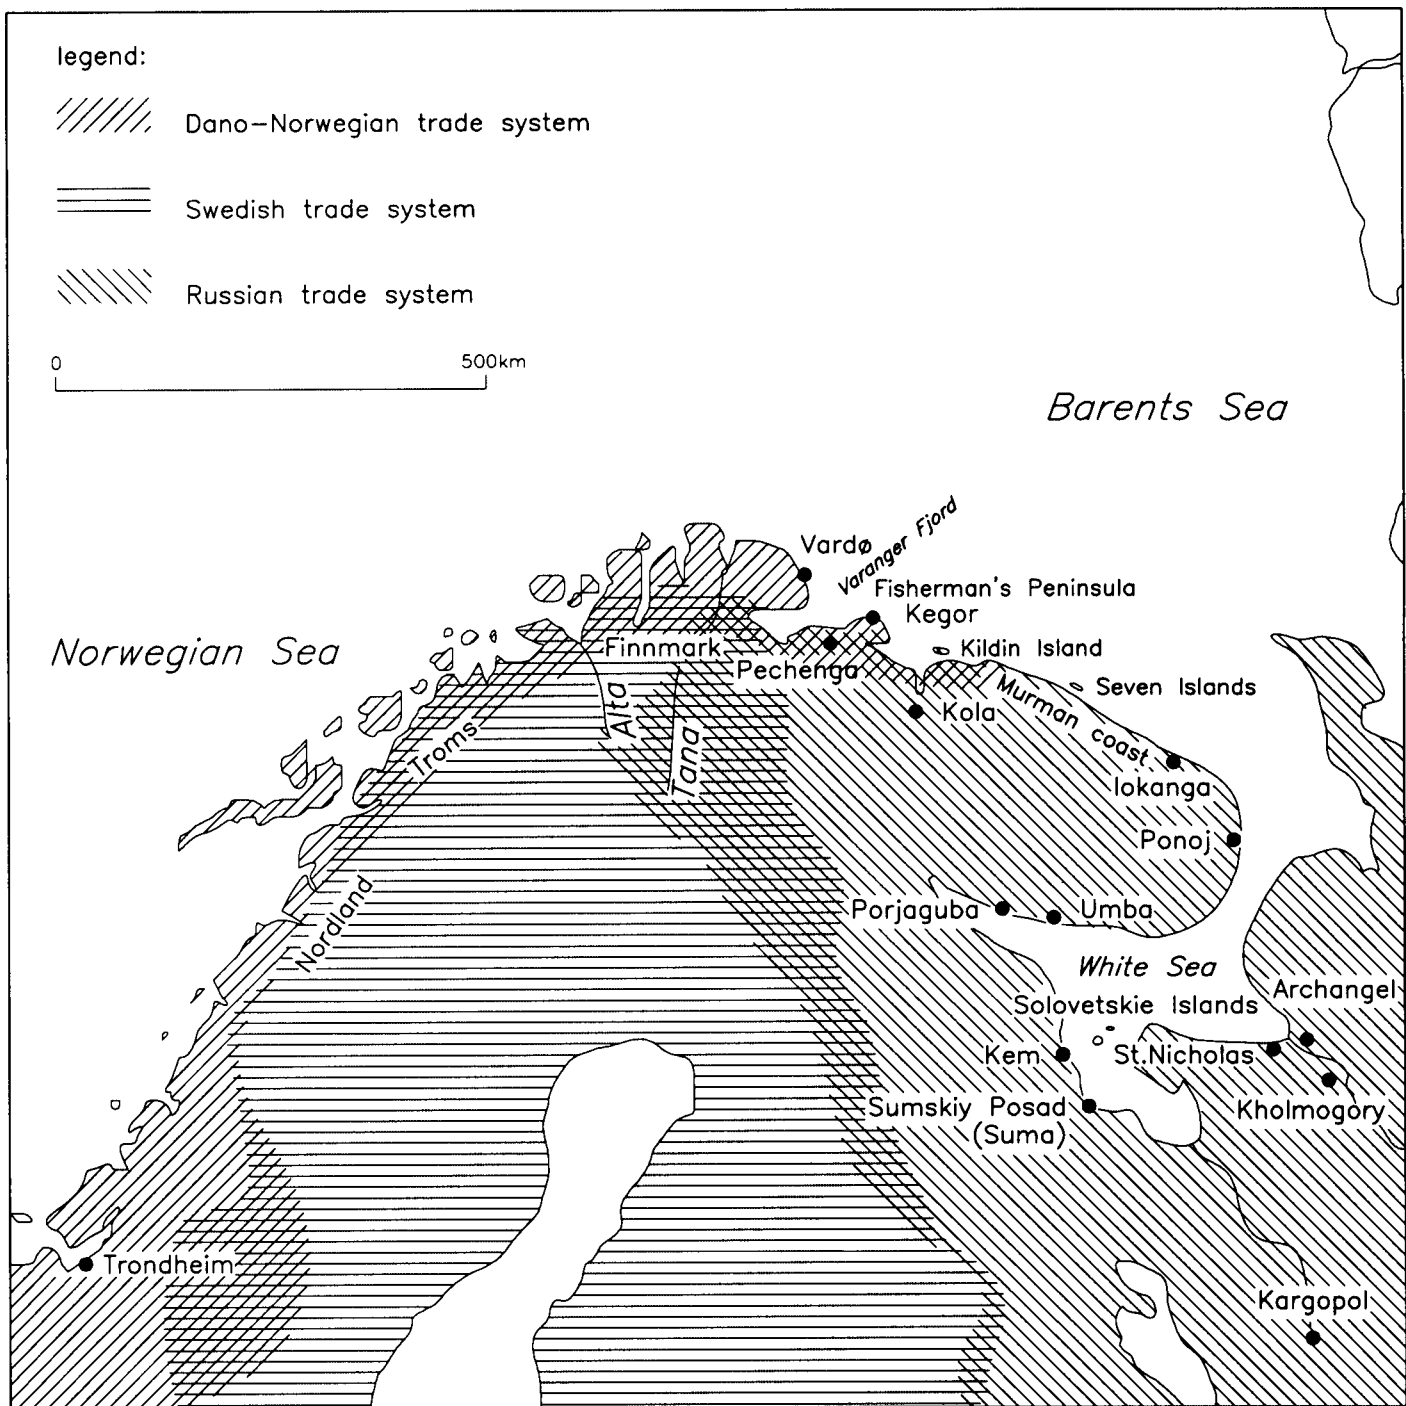 legend:
Dano-Norwegian trade system
Swedish trade system
Russian trade system
0
500km
Barents Sea
Norwegian Sea
Vardø
Varanger Fjord
Fisherman's Peninsula
Kegor
Finnmark
Pechenga
Kildin Island
Seven Islands
Murman coast
Kola
Alta
Tana
Troms
Iokanga
Ponoj
Nordland
Porjaguba
Umba
White Sea
Solovetskie Islands
Archangel
Kem
St.Nicholas
Sumskiy Posad
(Suma)
Kholmogory
Trondheim
Kargopol